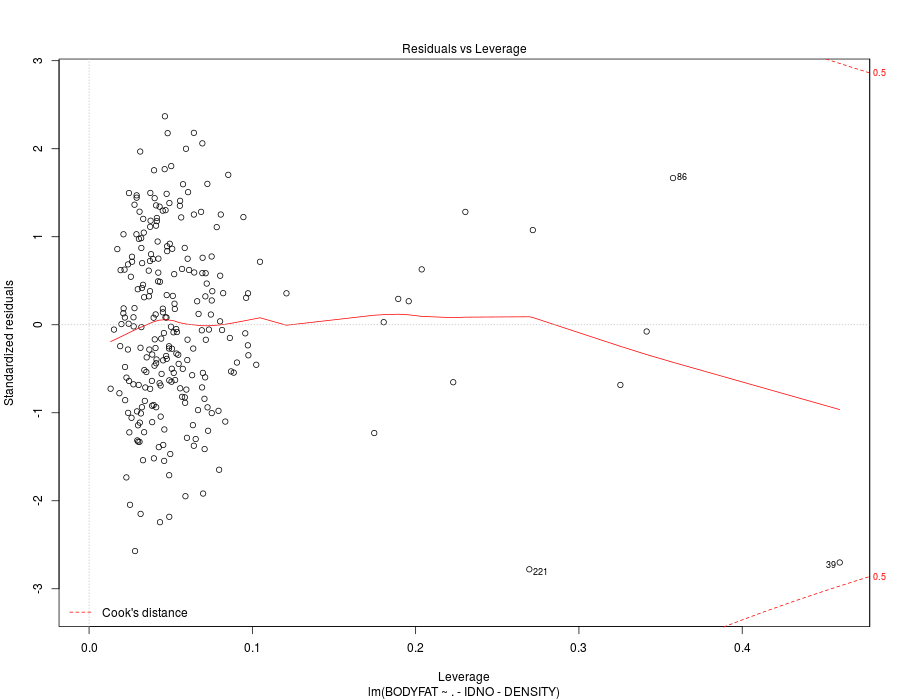 Residuals vs Leverage
Standardized residuals
3
2
1
0
-1
-2
-3
0.5
86
221
39
0.5
Cook's distance
0.0 0.1 0.2 0.3 0.4
Leverage
lm(BODYFAT ~ . - IDNO - DENSITY)